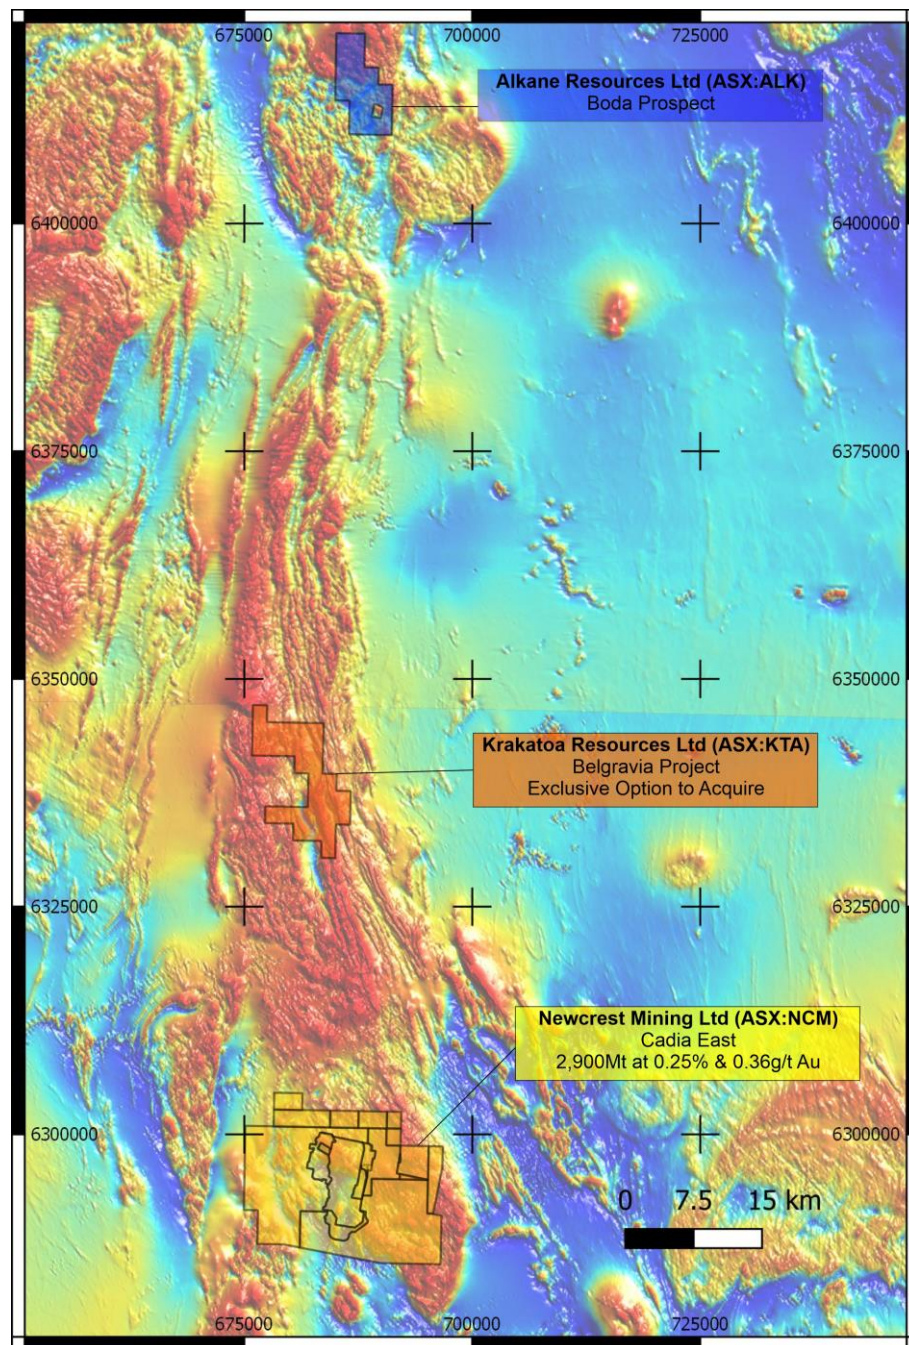 675000 700000 725000
Alkane Resources Ltd (ASX:ALK)
Boda Prospect
6400000 6400000
6375000 6375000
6350000 6350000
Krakatoa Resources Ltd (ASX:KTA)
Belgravia Project
Exclusive Option to Acquire
6325000 6325000
Newcrest Mining Ltd (ASX:NCM)
Cadia East
2,900Mt at 0.25% & 0.36g/t Au
6300000 6300000
0 7.5 15 km
675000 700000 725000